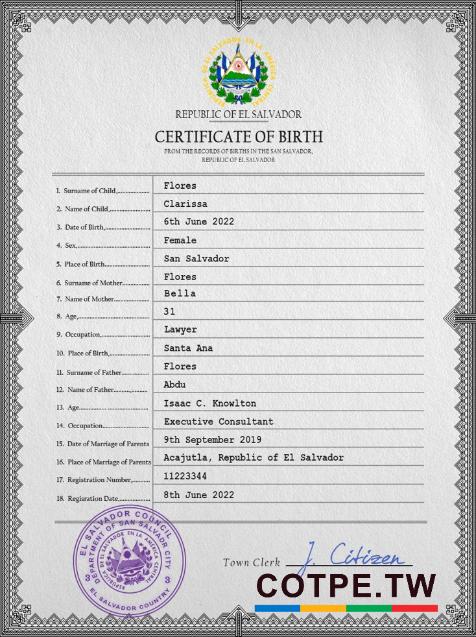 REPUBLIC OF EL SALVADOR
CERTIFICATE OF BIRTH
FROM THE RECORDS OF BIRTHS IN THE SAN SALVADOR,
REPUBLIC OF EL SALVADOR
1. Surname of Child,............ Flores
2. Name of Child,............ Clarissa
3. Date of Birth,............ 6th June 2022
4. Sex,............ Female
5. Place of Birth............ San Salvador
6. Surname of Mother............ Flores
7. Name of Mother............ Bella
8. Age,............ 31
9. Occupation,............ Lawyer
10. Place of Birth,............ Santa Ana
11. Surname of Father............ Flores
12. Name of Father............ Abdu
13. Age,............ Isaac C. Knowlton
14. Occupation............ Executive Consultant
15. Date of Marriage of Parents 9th September 2019
16. Place of Marriage of Parents Acajutla, Republic of El Salvador
17. Registration Number,............ 11223344
18. Regisration Date,............ 8th June 2022
EL SALVADOR COUNCIL
DEPARTMENT OF SAN SALVADOR CITY
EL SALVADOR COUNTRY
Town Clerk J. Citizen
COTPE.TW